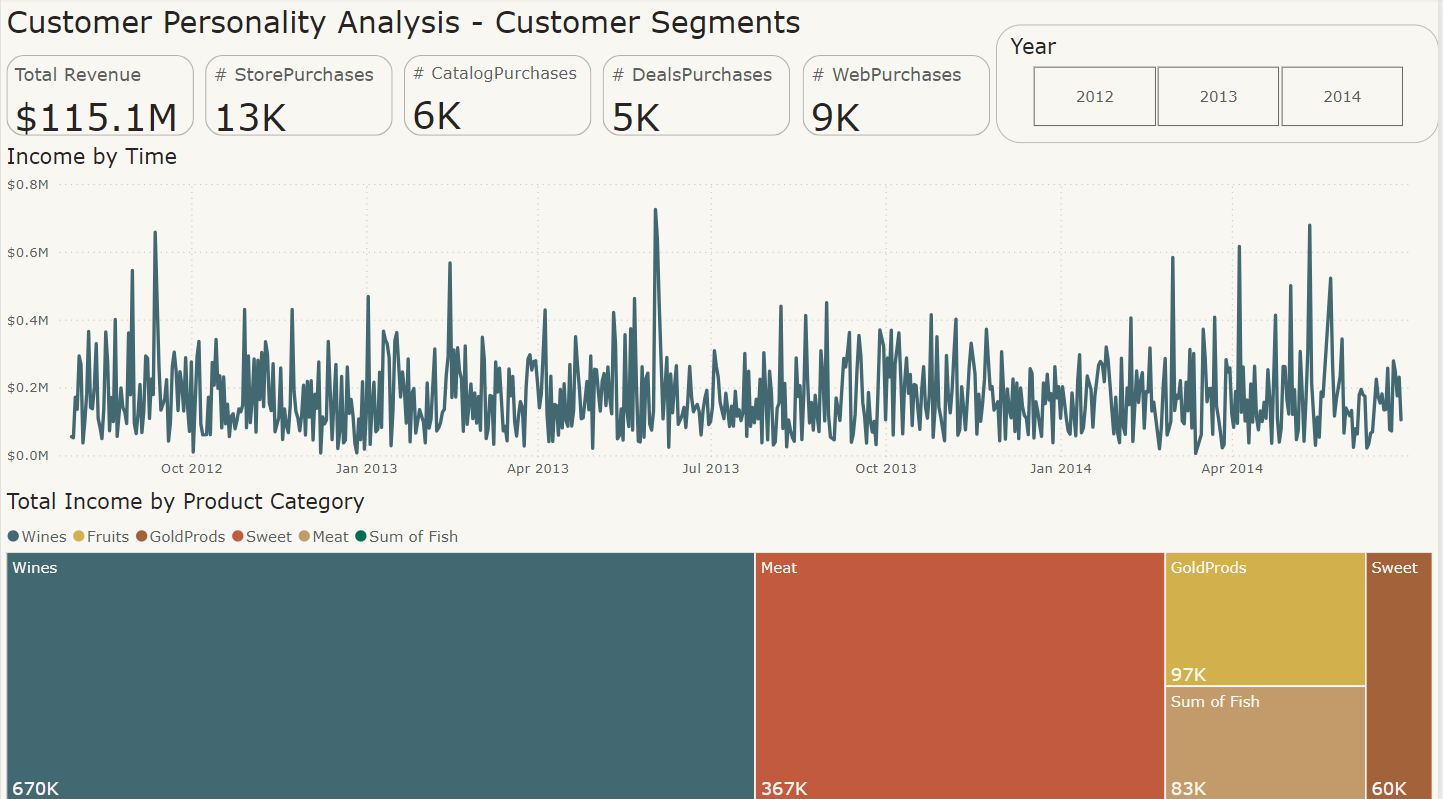 Customer Personality Analysis - Customer Segments
Total Revenue
$115.1M
# StorePurchases
13K
# CatalogPurchases
6K
# DealsPurchases
5K
# WebPurchases
9K
Year
2012
2013
2014
Income by Time
$0.8M
$0.6M
$0.4M
$0.2M
$0.0M
Oct 2012
Jan 2013
Apr 2013
Jul 2013
Oct 2013
Jan 2014
Apr 2014
Total Income by Product Category
Wines
Fruits
GoldProds
Sweet
Meat
Sum of Fish
Wines
670K
Meat
367K
GoldProds
97K
Sum of Fish
83K
Sweet
60K